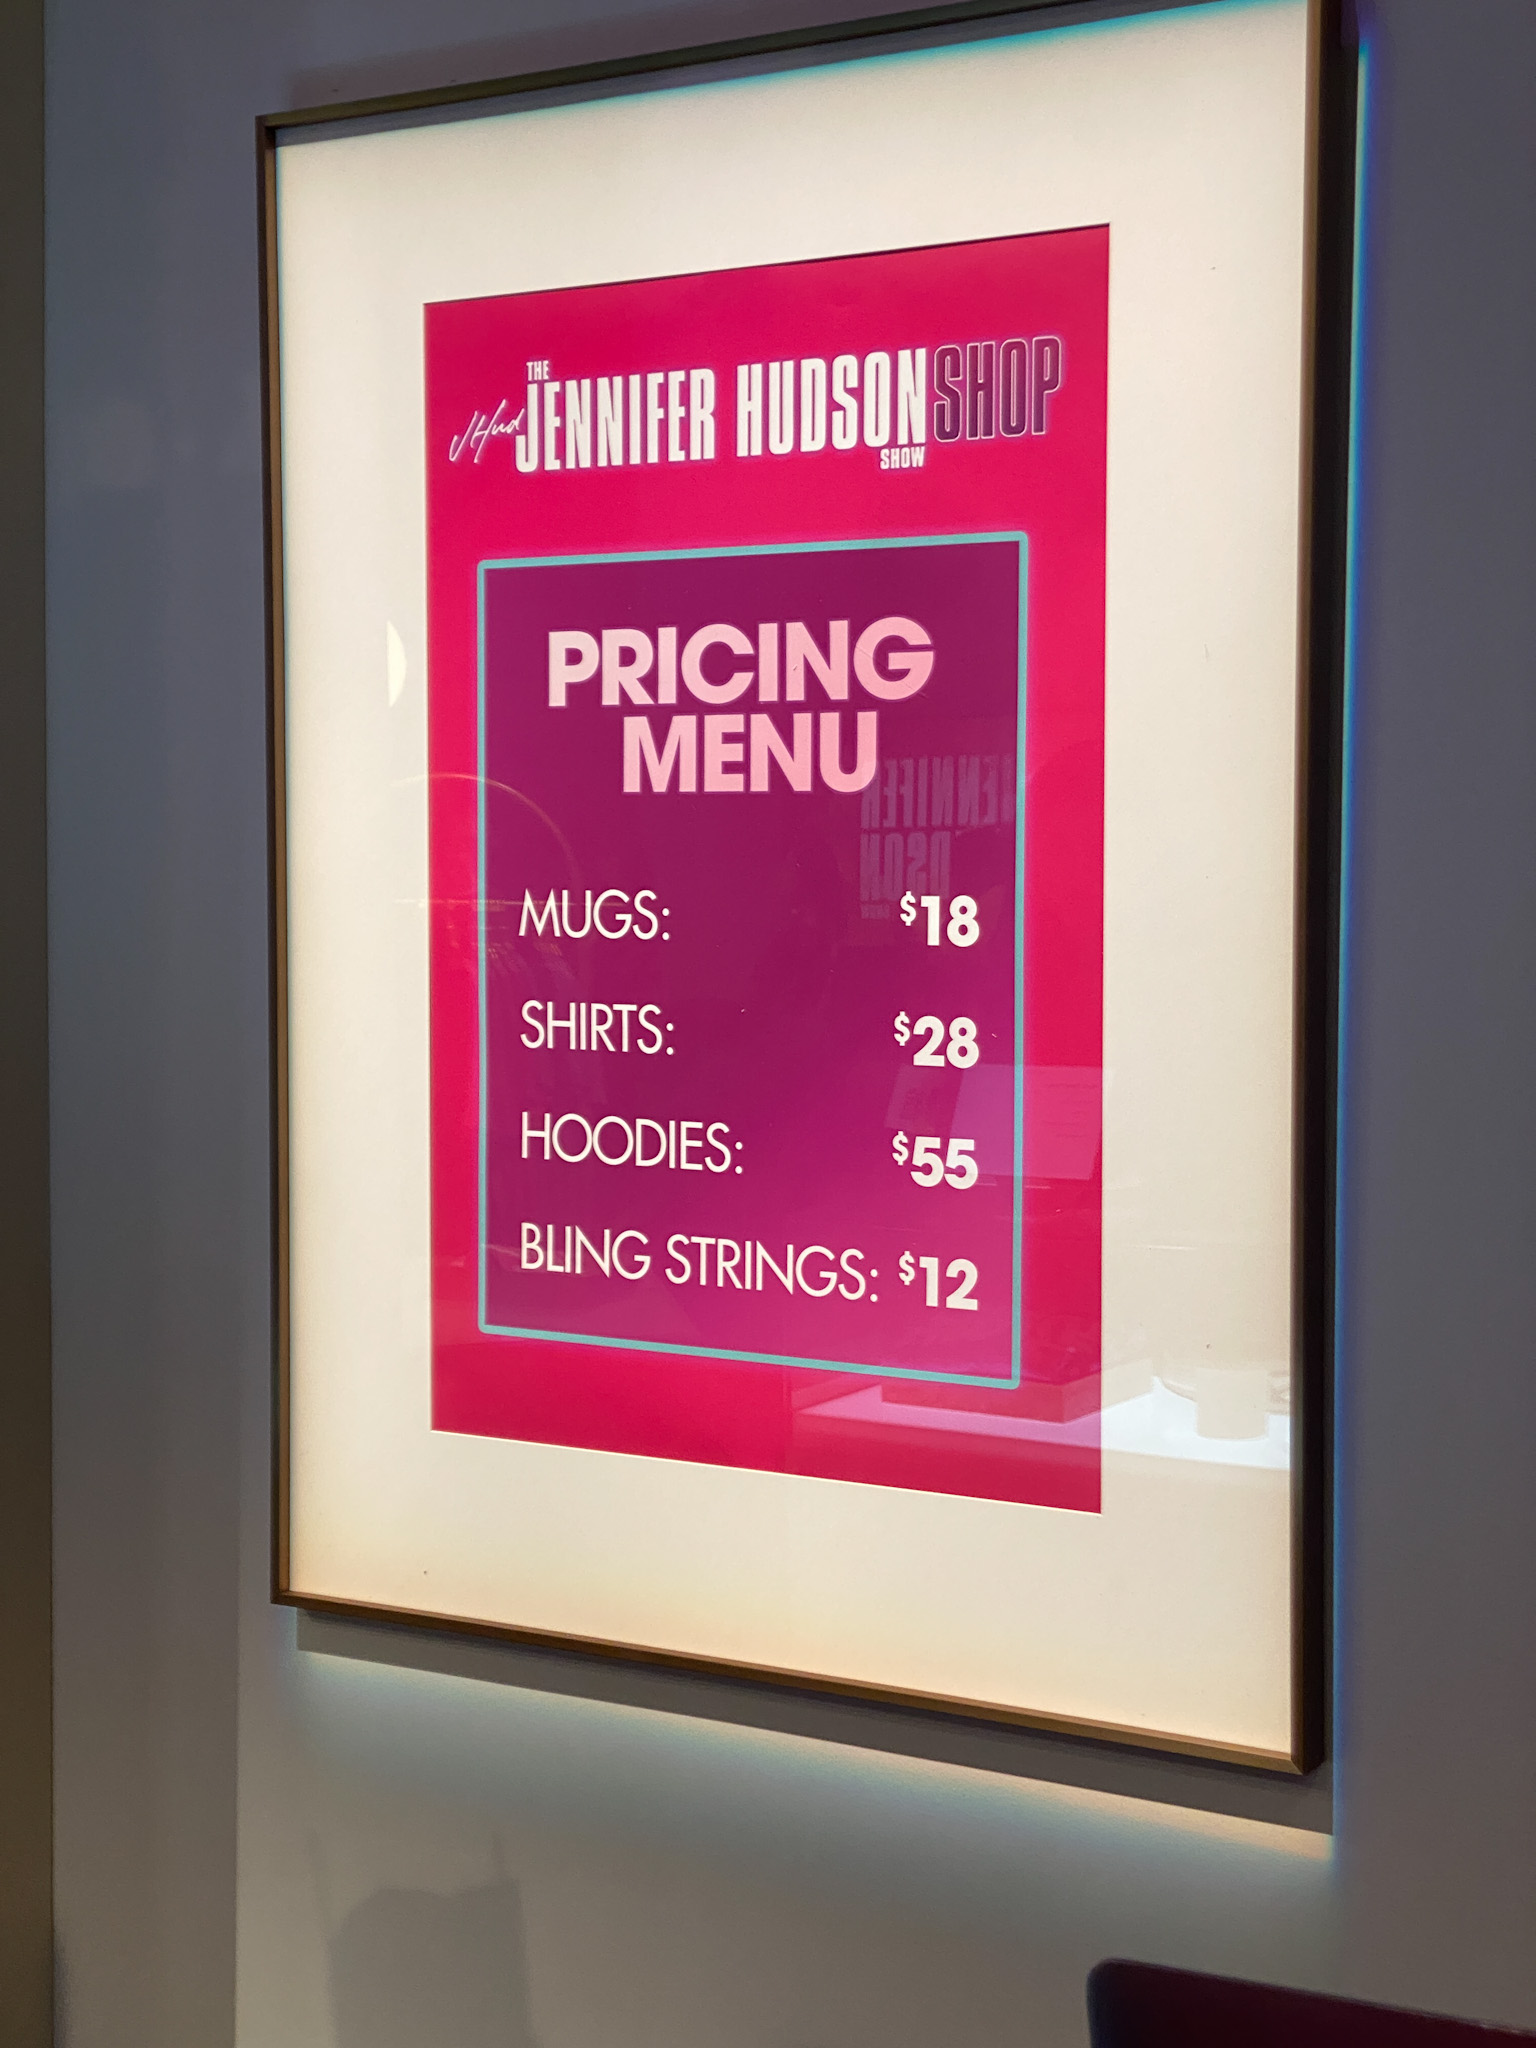 JHud
THE
JENNIFER HUDSON SHOP
SHOW
PRICING
MENU
MUGS: $18
SHIRTS: $28
HOODIES: $55
BLING STRINGS: $12